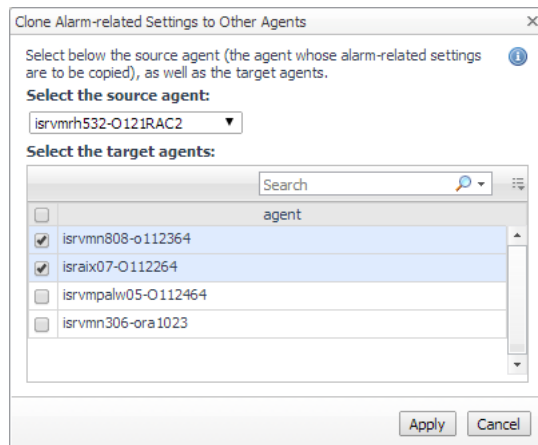 Clone Alarm-related Settings to Other Agents
Select below the source agent (the agent whose alarm-related settings
are to be copied), as well as the target agents.
Select the source agent:
isrvmrh532-O121RAC2
Select the target agents:
Search
agent
isrvmn808-o112364
israix07-O112264
isrvmpalw05-O112464
isrvmn306-ora1023
Apply Cancel